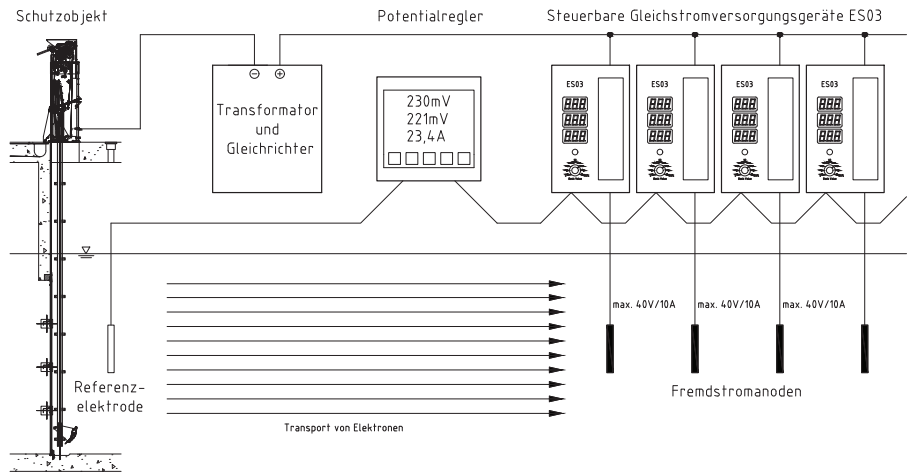 Schutzobjekt
Potentialregler
Steuerbare Gleichstromversorgungsgeräte ES03
Transformator
und
Gleichrichter
230mV
221mV
23,4A
ES03
ES03
ES03
ES03
max. 40V/10A
max. 40V/10A
max. 40V/10A
Referenz-
elektrode
Fremdstromanoden
Transport von Elektronen